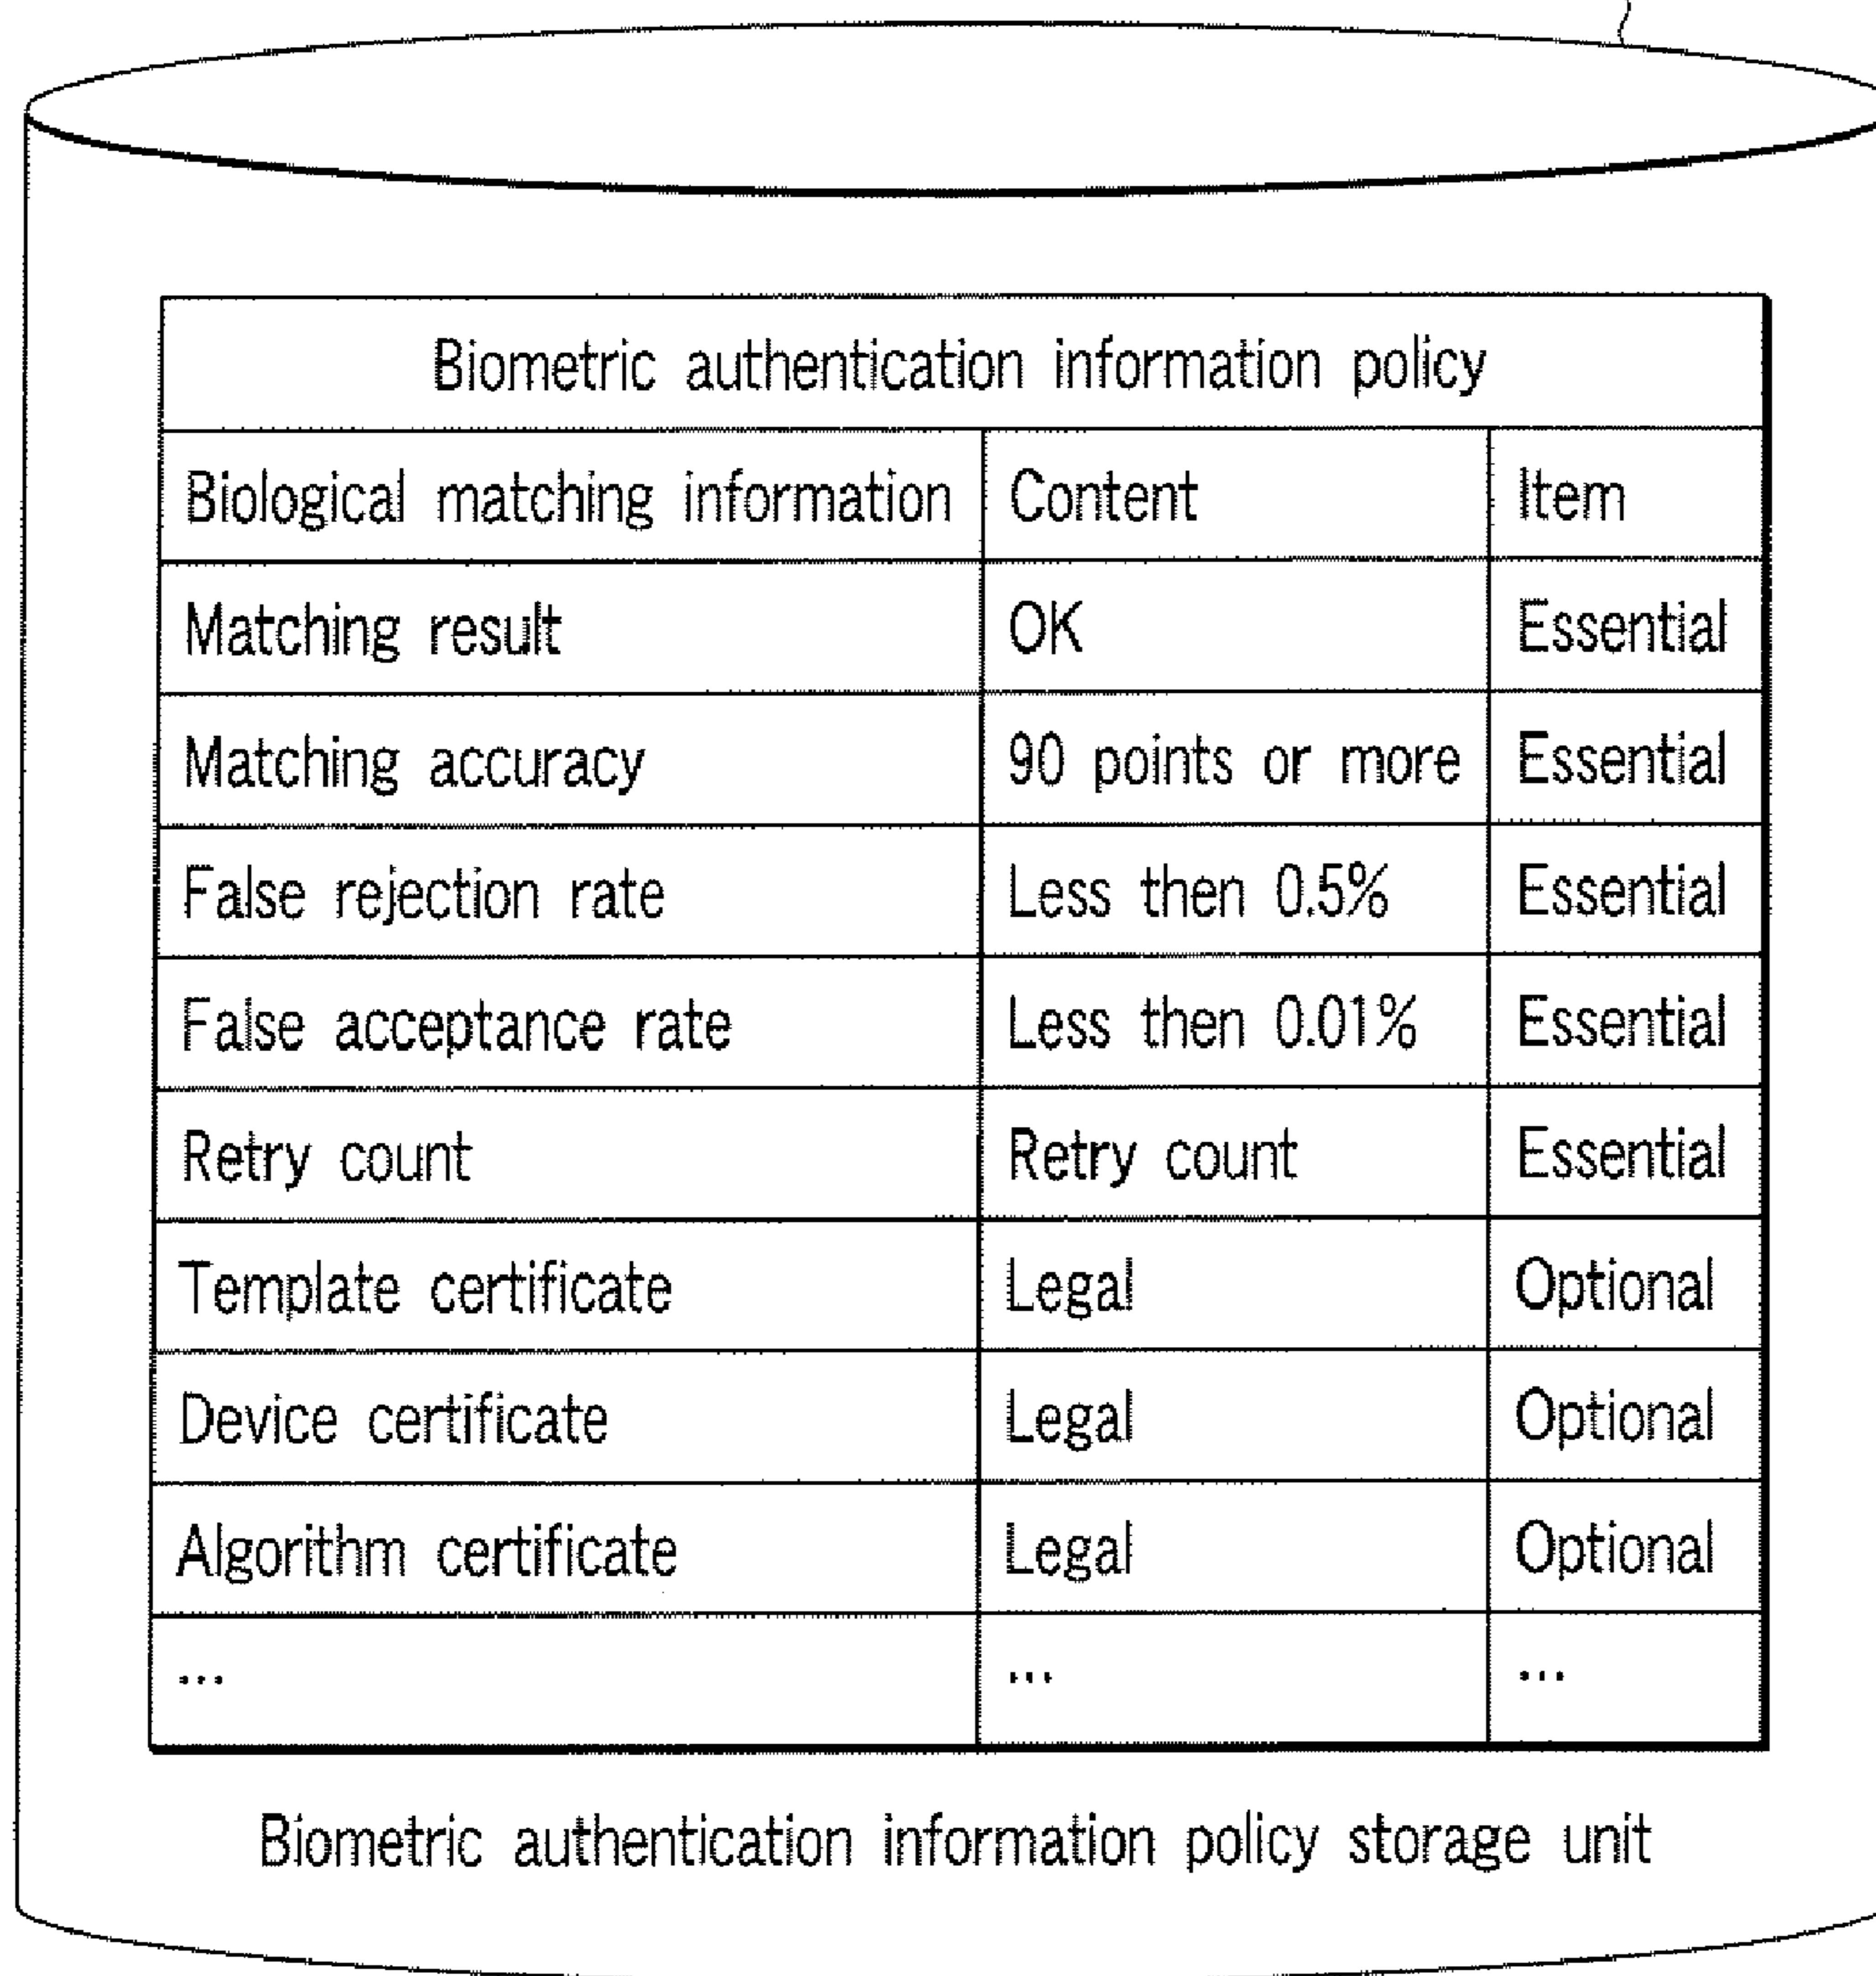 Biometric authentication information policy
Biological matching information Content Item
Matching result OK Essential
Matching accuracy 90 points or more Essential
False rejection rate Less then 0.5% Essential
False acceptance rate Less then 0.01% Essential
Retry count Retry count Essential
Template certificate Legal Optional
Device certificate Legal Optional
Algorithm certificate Legal Optional
... ... ...
Biometric authentication information policy storage unit